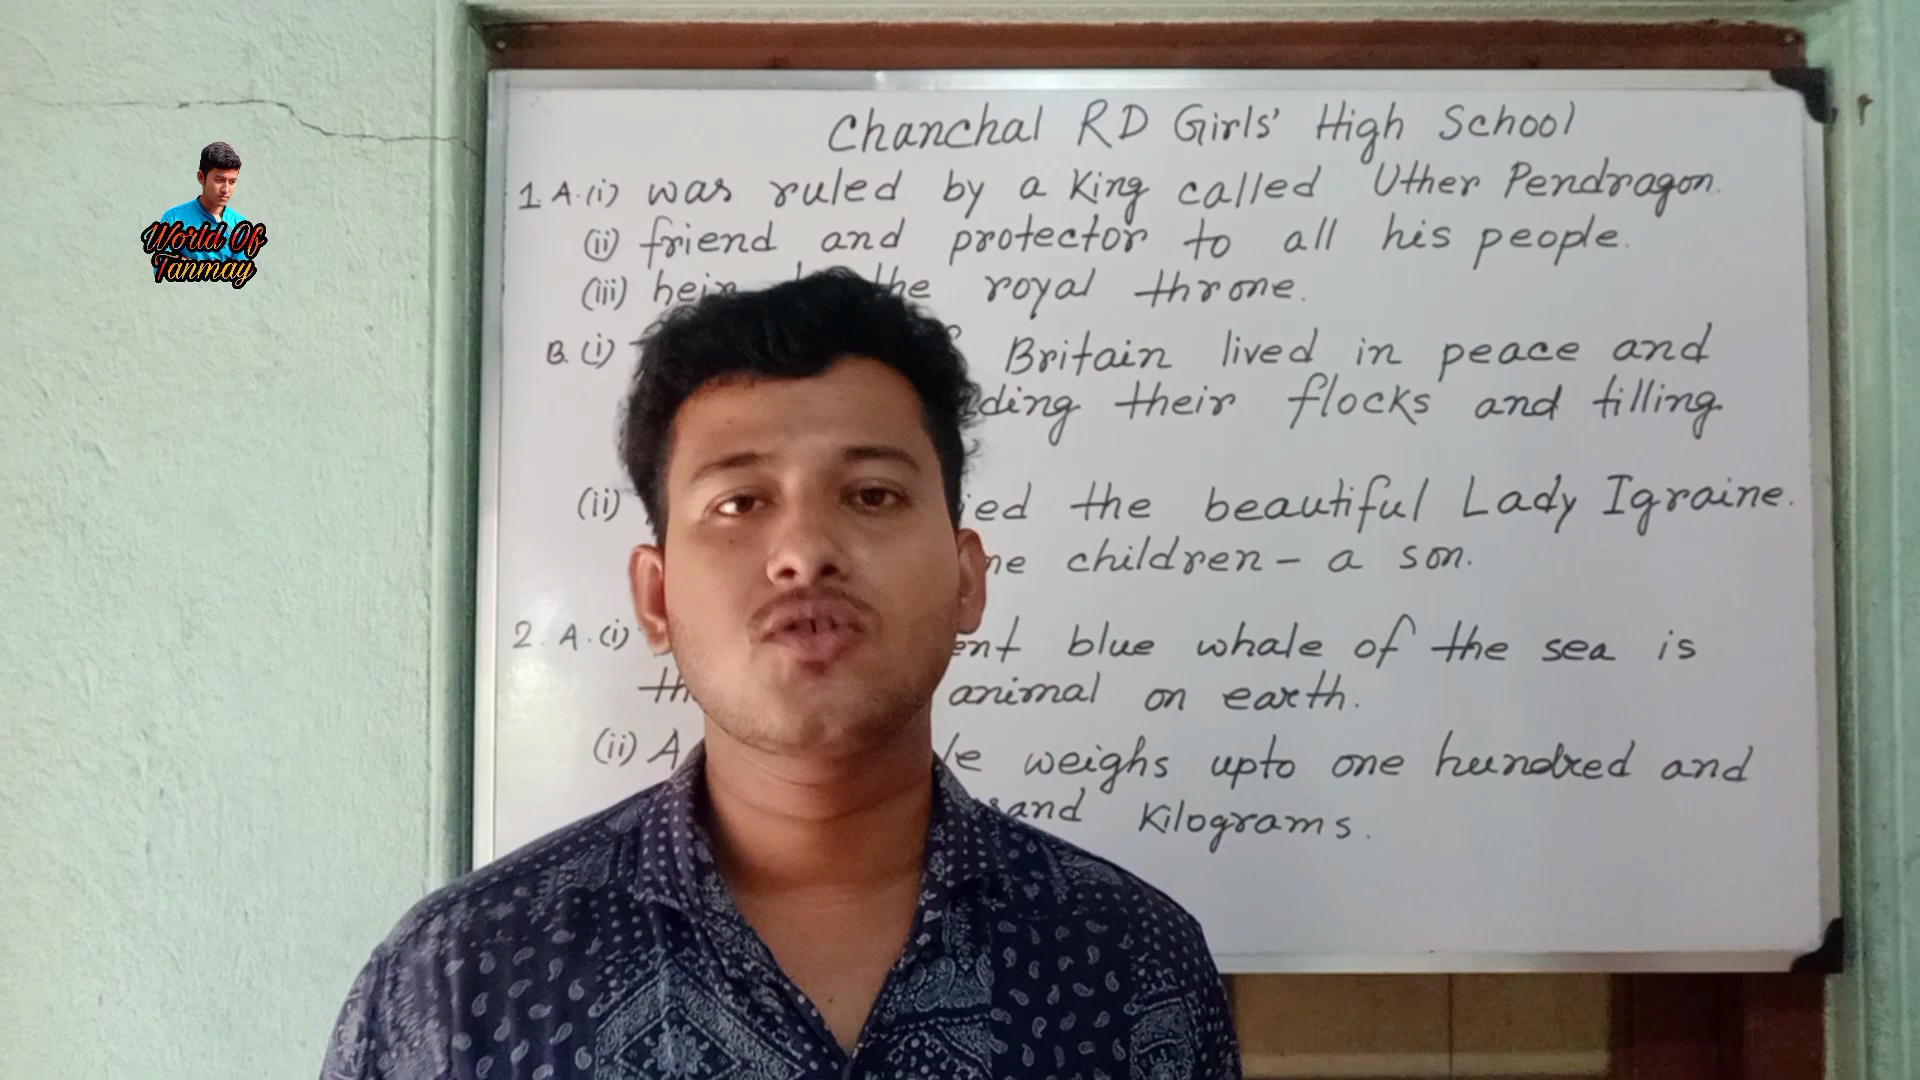 World Of
Tanmay
Chanchal RD Girls' High School
1. A. (i) was ruled by a King called Uther Pendragon.
(ii) friend and protector to all his people.
(iii) heir the royal throne.
B. (i) Britain lived in peace and
their flocks and tilling
(ii) the beautiful Lady Igraine.
children - a son.
2. A. (i) blue whale of the sea is
animal on earth.
(ii) A weighs upto one hundred and
Kilograms.